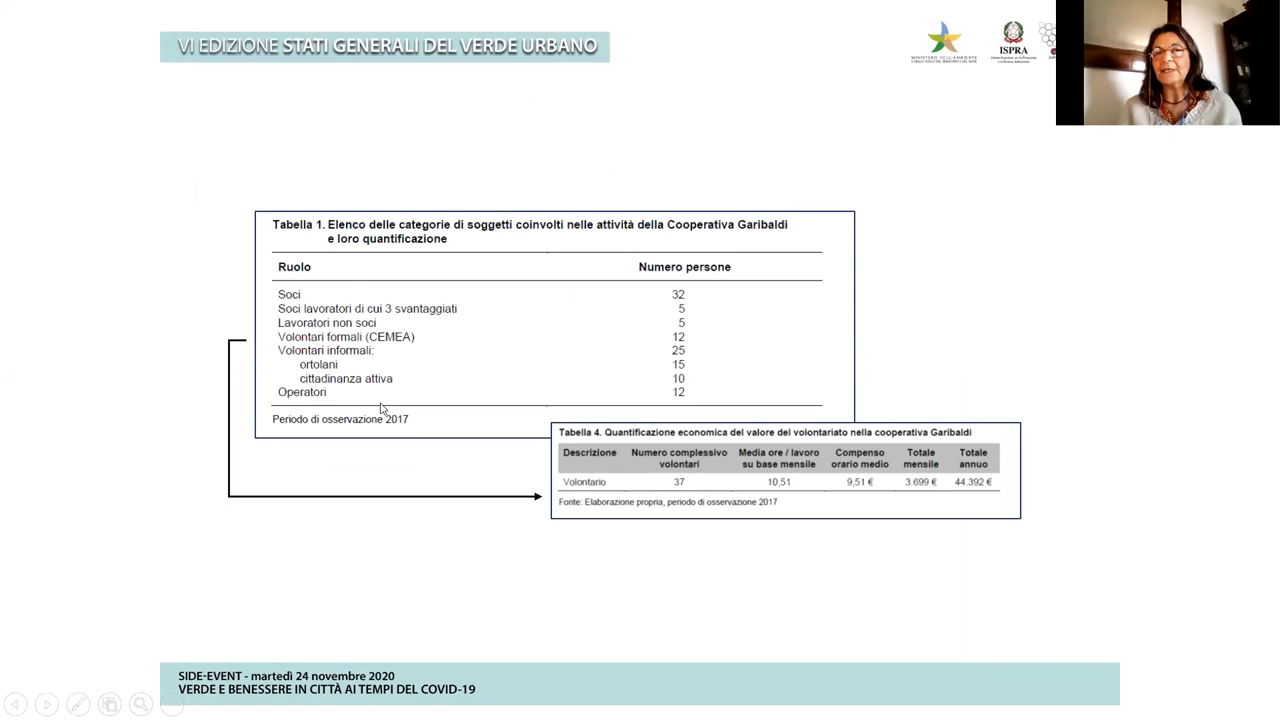 VI EDIZIONE STATI GENERALI DEL VERDE URBANO
MINISTERO DELL'AMBIENTE
ISPRA
Tabella 1. Elenco delle categorie di soggetti coinvolti nelle attività della Cooperativa Garibaldi
e loro quantificazione
Ruolo Numero persone
Soci 32
Soci lavoratori di cui 3 svantaggiati 5
Lavoratori non soci 5
Volontari formali (CEMEA) 12
Volontari informali: 25
ortolani 15
cittadinanza attiva 10
Operatori 12
Periodo di osservazione 2017
Tabella 4. Quantificazione economica del valore del volontariato nella cooperativa Garibaldi
Descrizione Numero complessivo Media ore / lavoro Compenso Totale Totale
volontari su base mensile orario medio mensile annuo
Volontario 37 10,51 9,51 € 3.699 € 44.392 €
Fonte: Elaborazione propria, periodo di osservazione 2017
SIDE-EVENT - martedì 24 novembre 2020
VERDE E BENESSERE IN CITTÀ AI TEMPI DEL COVID-19